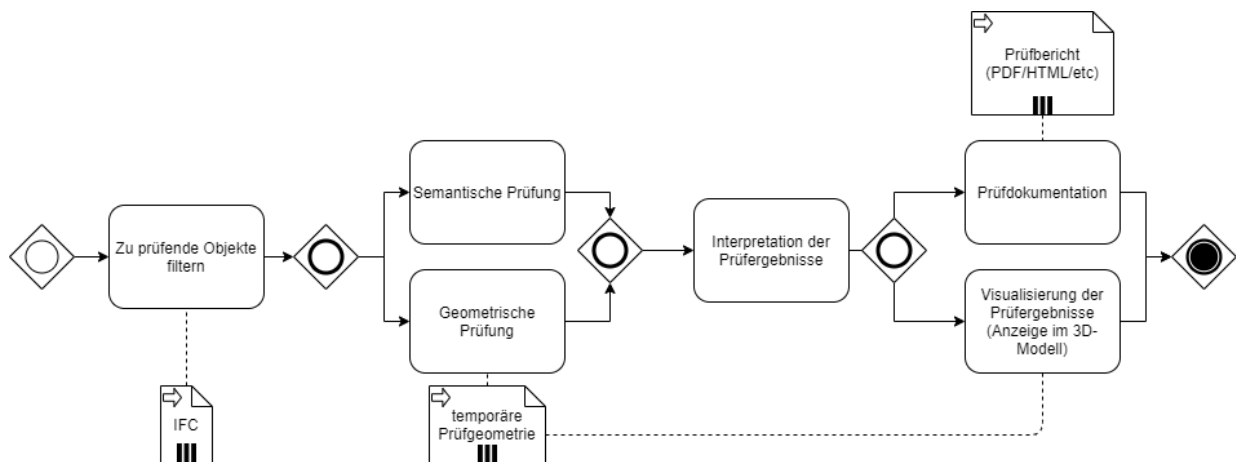 Prüfbericht
(PDF/HTML/etc)
Semantische Prüfung
Prüfdokumentation
Zu prüfende Objekte
filtern
Interpretation der
Prüfergebnisse
Geometrische
Prüfung
Visualisierung der
Prüfergebnisse
(Anzeige im 3D-
Modell)
IFC
temporäre
Prüfgeometrie